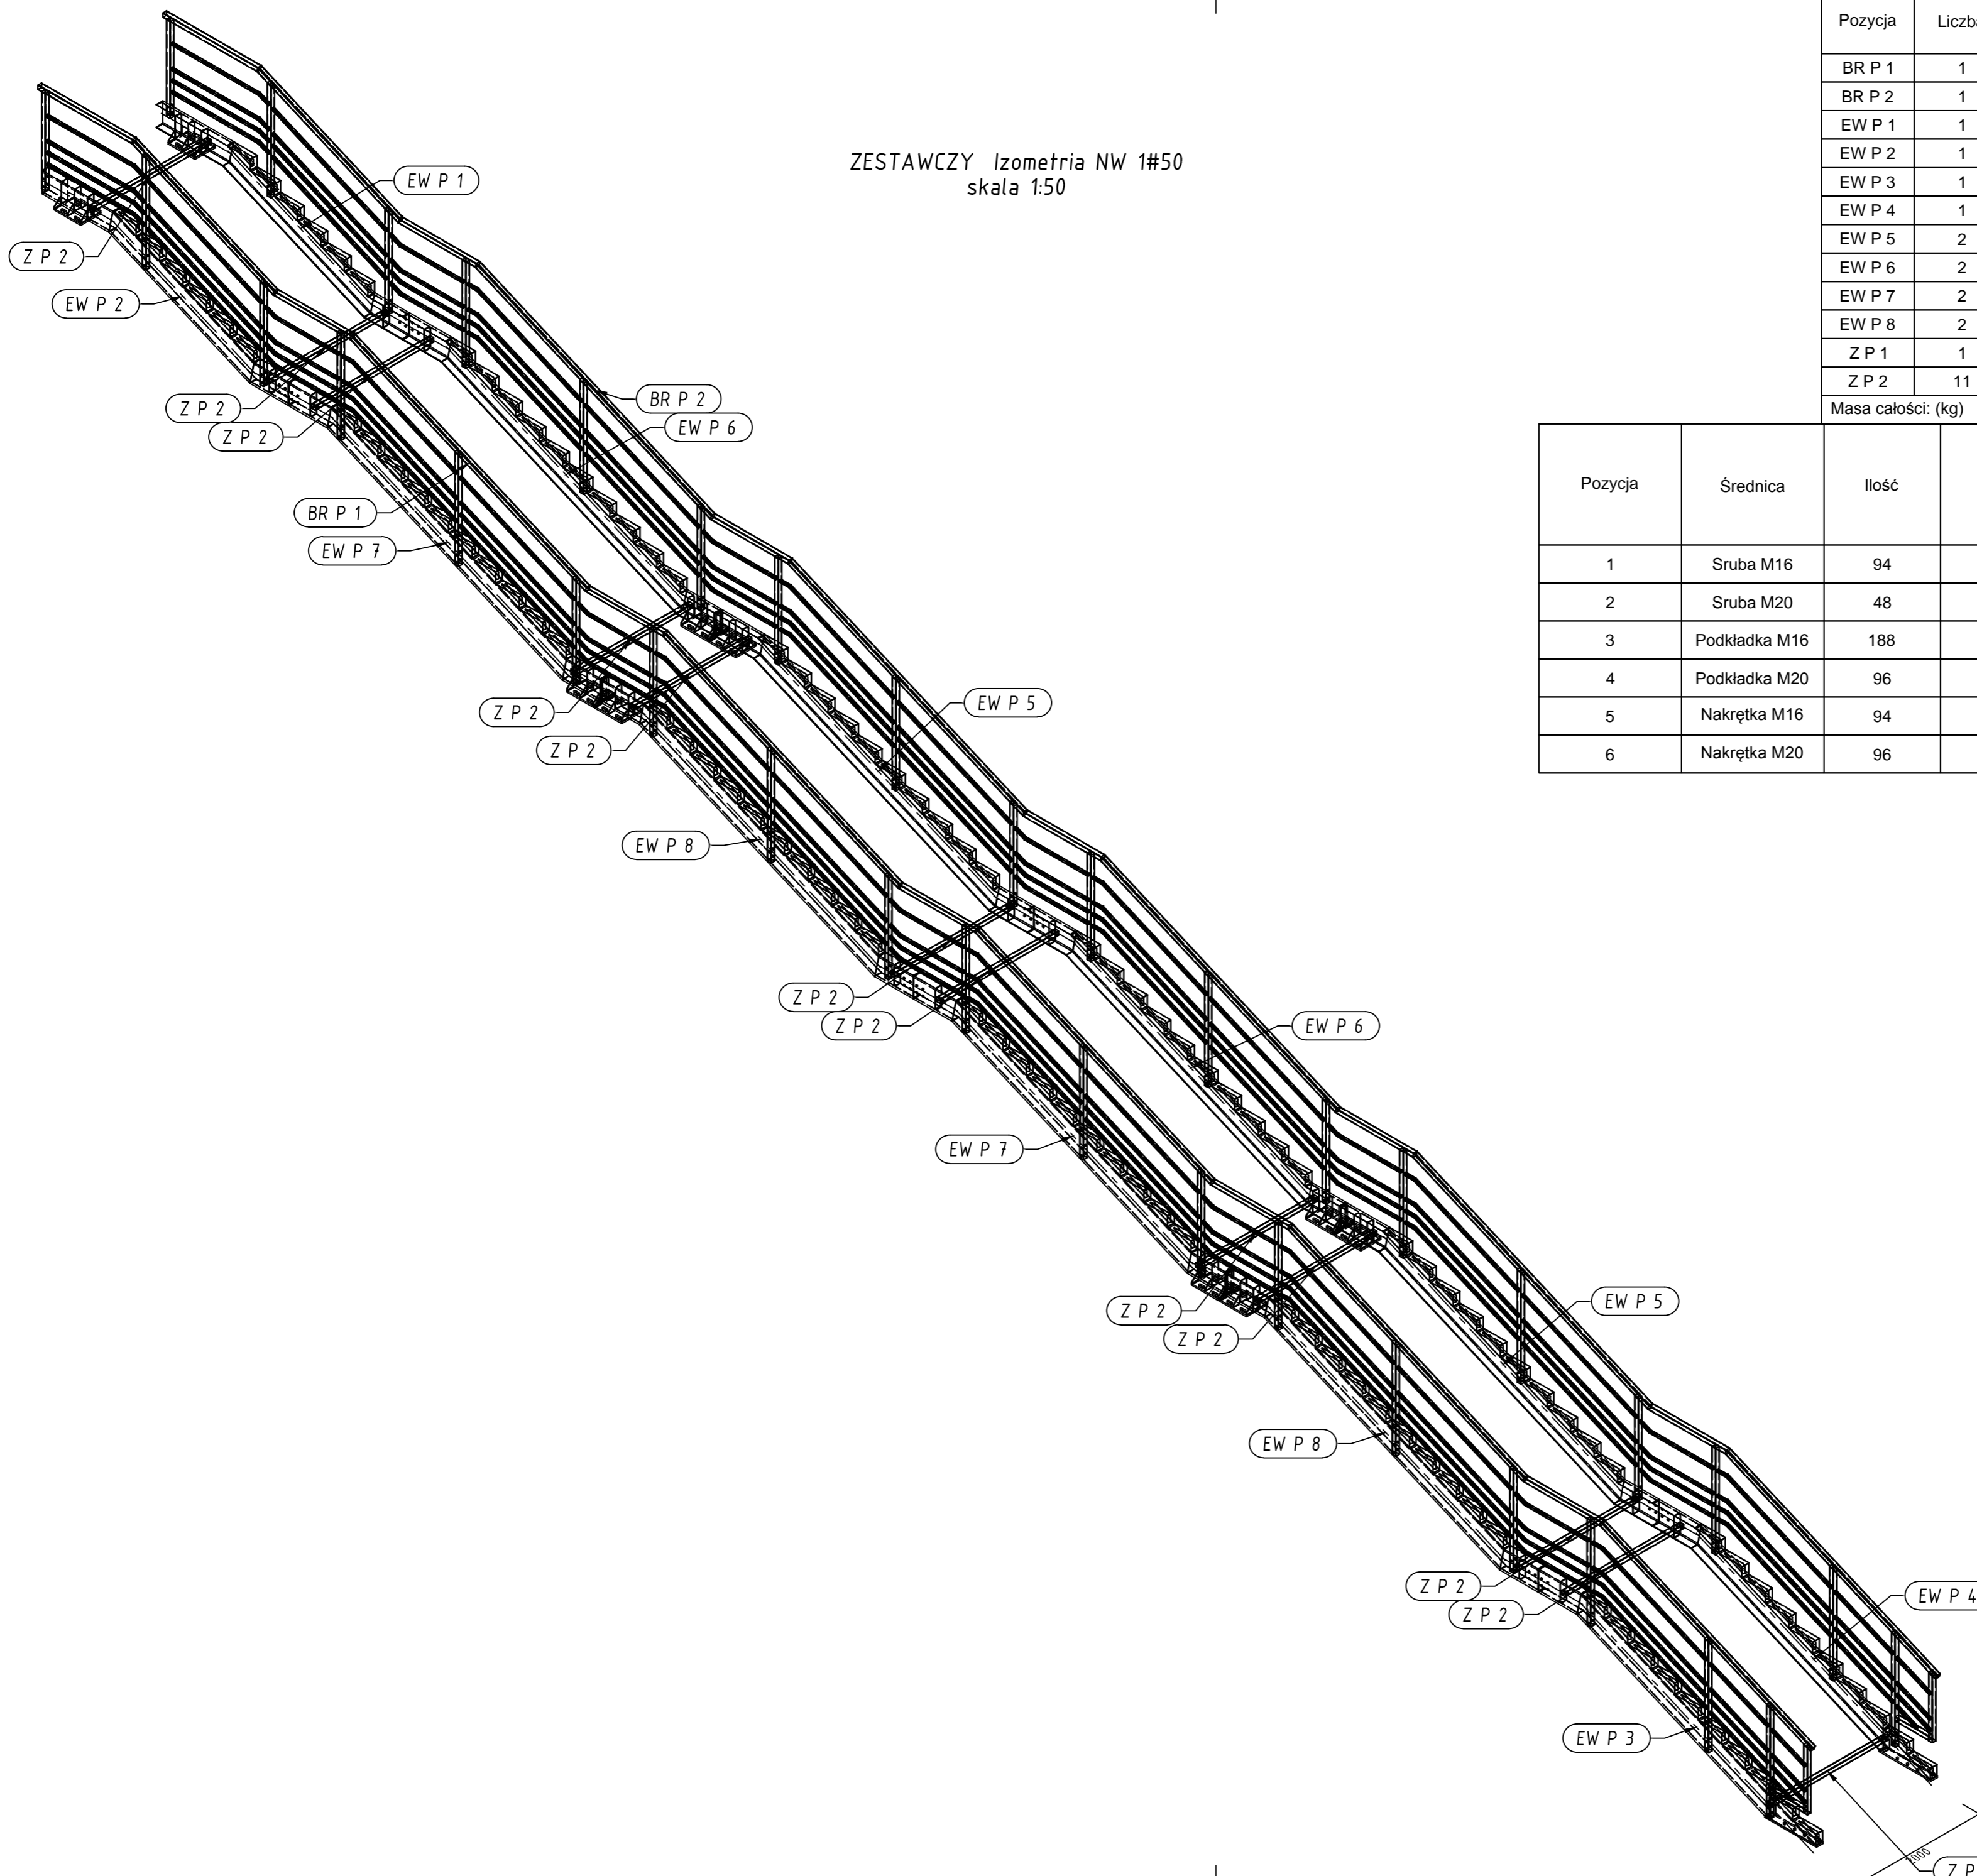 ZESTAWCZY Izometria NW 1#50
skala 1:50
Pozycja
BR P 1 1
BR P 2 1
EW P 1 1
EW P 2 1
EW P 3 1
EW P 4 1
EW P 5 2
EW P 6 2
EW P 7 2
EW P 8 2
Z P 1 1
Z P 2 11
Masa całości: (kg)
Pozycja Średnica Ilość
1 Sruba M16 94
2 Sruba M20 48
3 Podkładka M16 188
4 Podkładka M20 96
5 Nakrętka M16 94
6 Nakrętka M20 96
EW P 1
Z P 2
EW P 2
BR P 2
Z P 2
EW P 6
Z P 2
BR P 1
EW P 7
EW P 5
Z P 2
Z P 2
EW P 8
Z P 2
Z P 2
EW P 6
EW P 7
EW P 5
Z P 2
Z P 2
EW P 8
Z P 2
EW P 4
Z P 2
EW P 3
2000
Z P